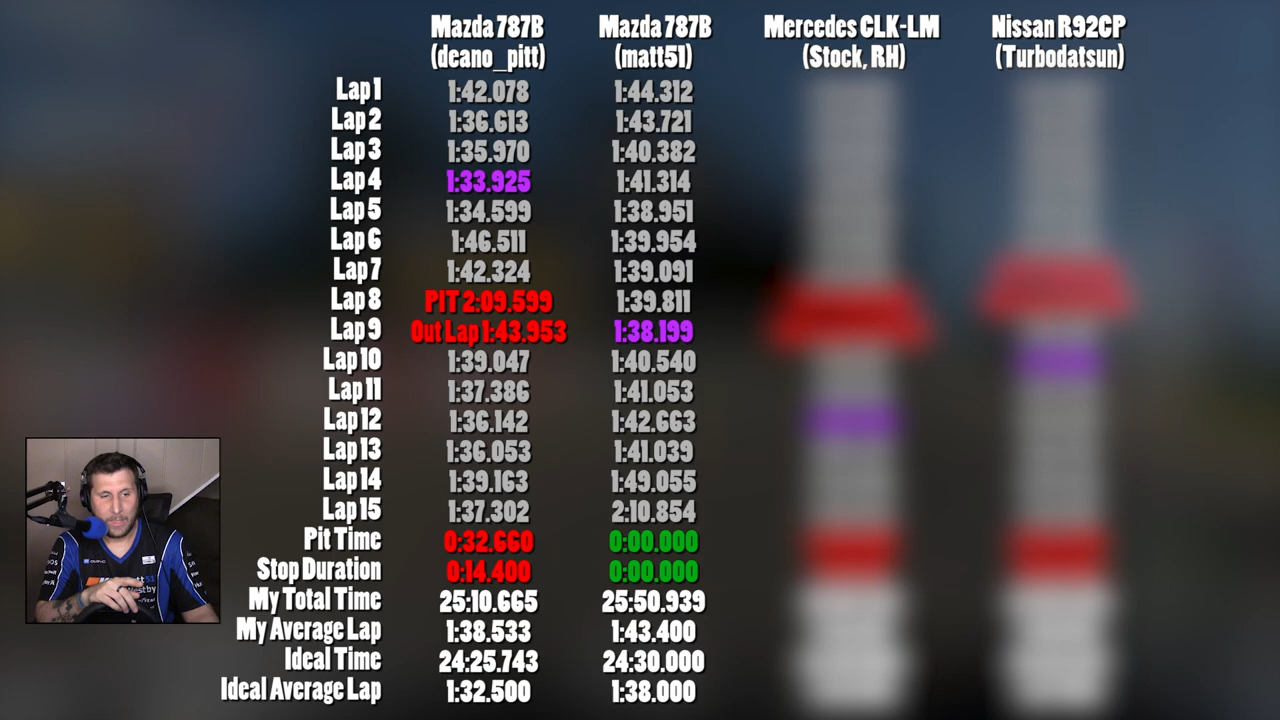 Mazda 787B Mazda 787B Mercedes CLK-LM Nissan R92CP
(deano_pitt) (matt51) (Stock, RH) (Turbodatsun)
Lap 1 1:42.078 1:44.312
Lap 2 1:36.613 1:43.721
Lap 3 1:35.970 1:40.382
Lap 4 1:33.925 1:41.314
Lap 5 1:34.599 1:38.951
Lap 6 1:46.511 1:39.954
Lap 7 1:42.324 1:39.091
Lap 8 PIT 2:09.599 1:39.811
Lap 9 Out Lap 1:43.953 1:38.199
Lap 10 1:39.047 1:40.540
Lap 11 1:37.386 1:41.053
Lap 12 1:36.142 1:42.663
Lap 13 1:36.053 1:41.039
Lap 14 1:39.163 1:49.055
Lap 15 1:37.302 2:10.854
Pit Time 0:32.660 0:00.000
Stop Duration 0:14.400 0:00.000
My Total Time 25:10.665 25:50.939
My Average Lap 1:38.533 1:43.400
Ideal Time 24:25.743 24:30.000
Ideal Average Lap 1:32.500 1:38.000